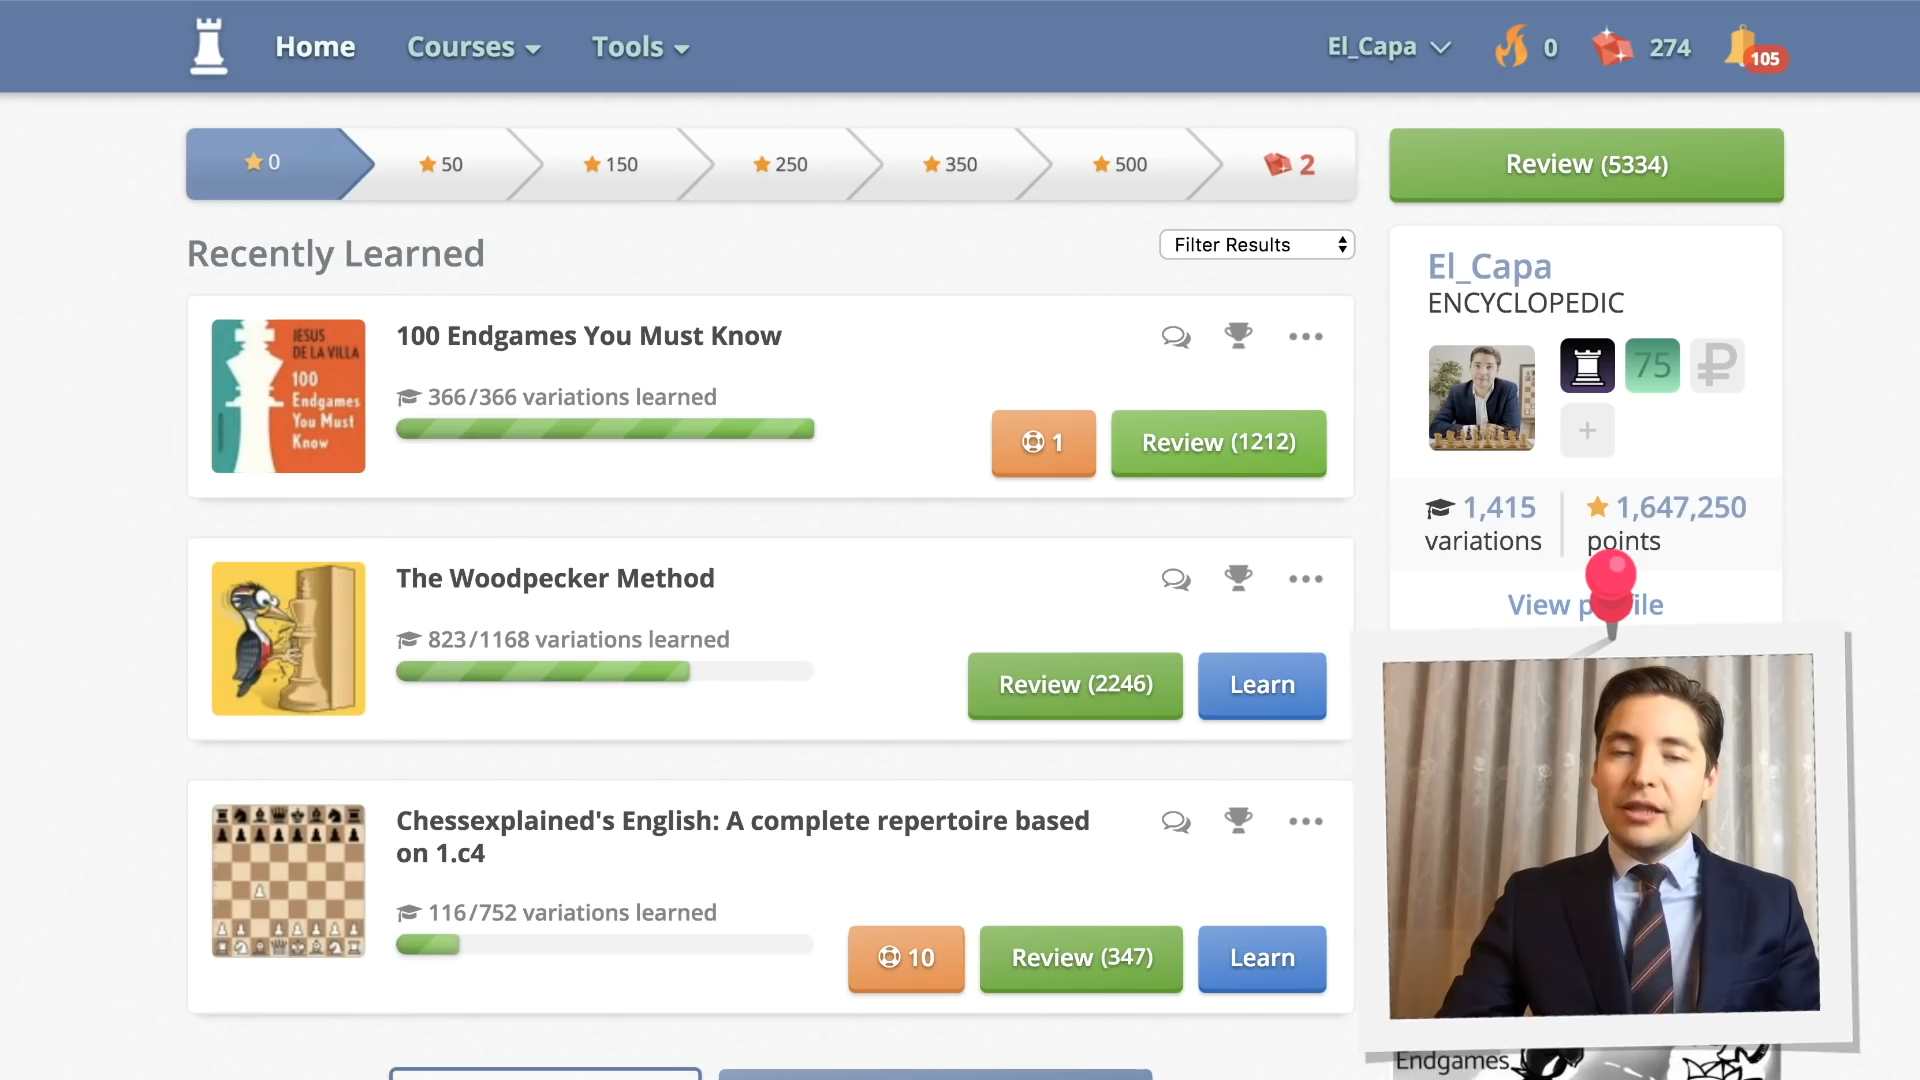 Home
Courses
Tools
El_Capa
0
274
105
0
50
150
250
350
500
2
Review (5334)
Recently Learned
Filter Results
JESUS
DE LA VILLA
100
Endgames
You Must
Know
100 Endgames You Must Know
366/366 variations learned
1
Review (1212)
The Woodpecker Method
823/1168 variations learned
Review (2246)
Learn
Chessexplained's English: A complete repertoire based
on 1.c4
116/752 variations learned
10
Review (347)
Learn
El_Capa
ENCYCLOPEDIC
75
1,415
variations
1,647,250
points
View p ile
Endgames